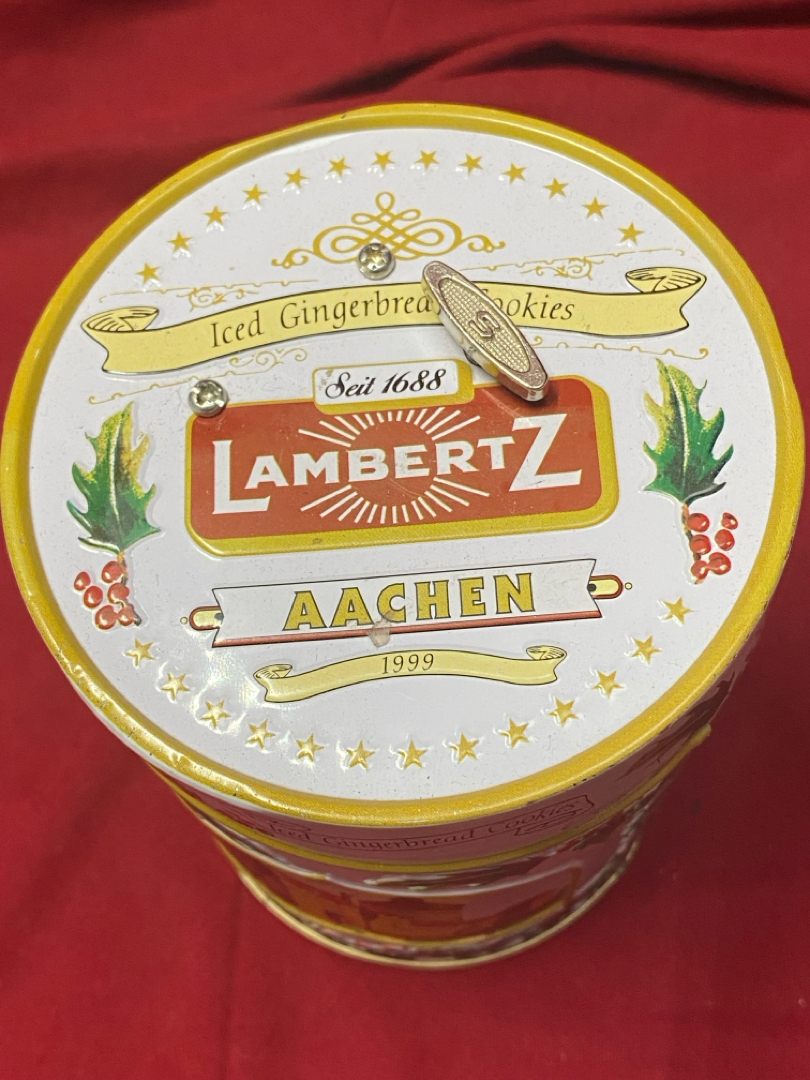 Iced Gingerbread Cookies
Seit 1688
LAMBERTZ
AACHEN
1999
Iced Gingerbread Cookies